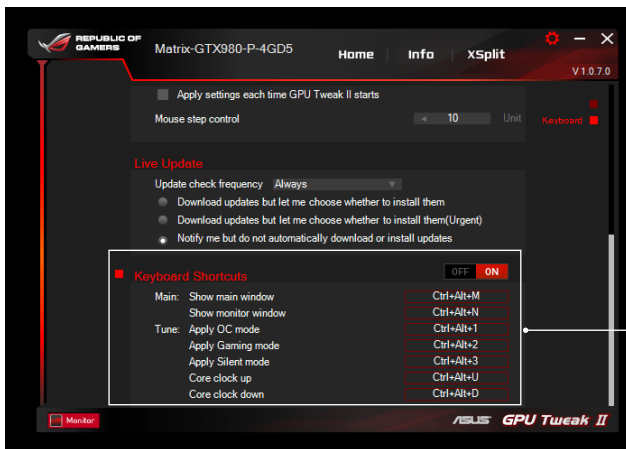 REPUBLIC OF
GAMERS
Matrix-GTX980-P-4GD5
Home
Info
XSplit
V 1.0.7.0
Apply settings each time GPU Tweak II starts
Mouse step control
10
Unit
Keyboard
Live Update
Update check frequency Always
Download updates but let me choose whether to install them
Download updates but let me choose whether to install them(Urgent)
Notify me but do not automatically download or install updates
Keyboard Shortcuts
OFF ON
Main: Show main window Ctrl+Alt+M
Show monitor window Ctrl+Alt+N
Tune: Apply OC mode Ctrl+Alt+1
Apply Gaming mode Ctrl+Alt+2
Apply Silent mode Ctrl+Alt+3
Core clock up Ctrl+Alt+U
Core clock down Ctrl+Alt+D
Monitor
ASUS GPU Tweak II